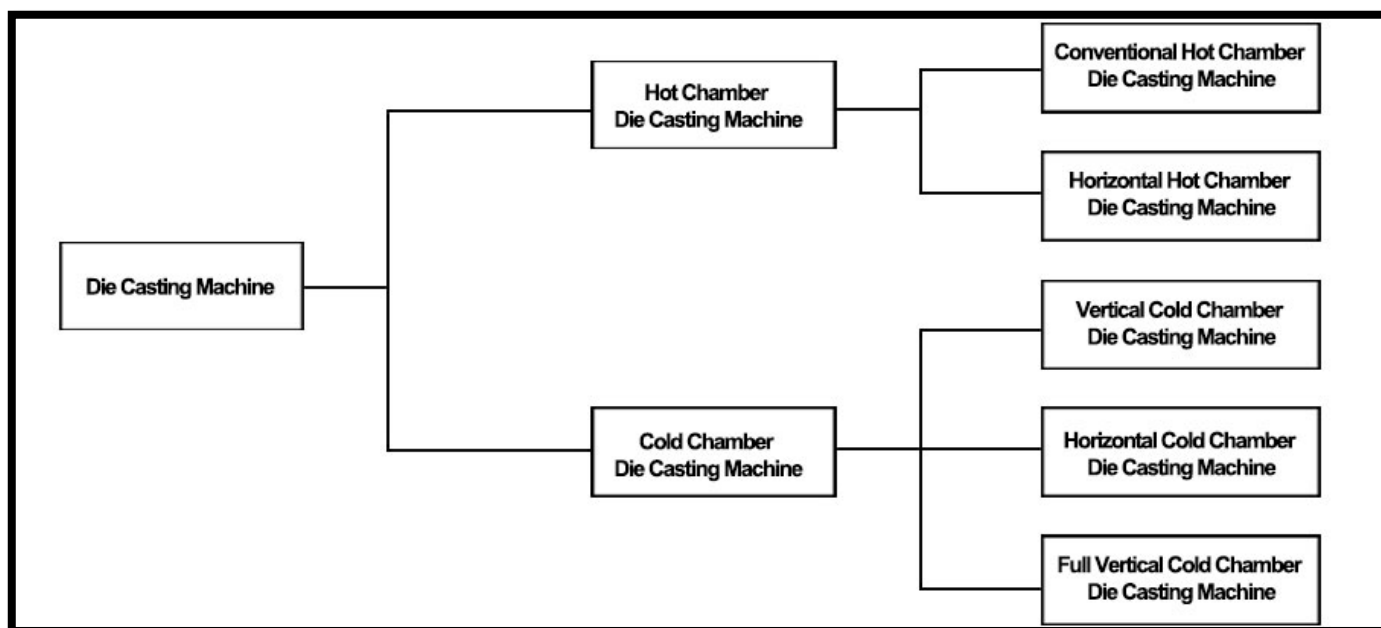 Die Casting Machine
Hot Chamber
Die Casting Machine
Cold Chamber
Die Casting Machine
Conventional Hot Chamber
Die Casting Machine
Horizontal Hot Chamber
Die Casting Machine
Vertical Cold Chamber
Die Casting Machine
Horizontal Cold Chamber
Die Casting Machine
Full Vertical Cold Chamber
Die Casting Machine